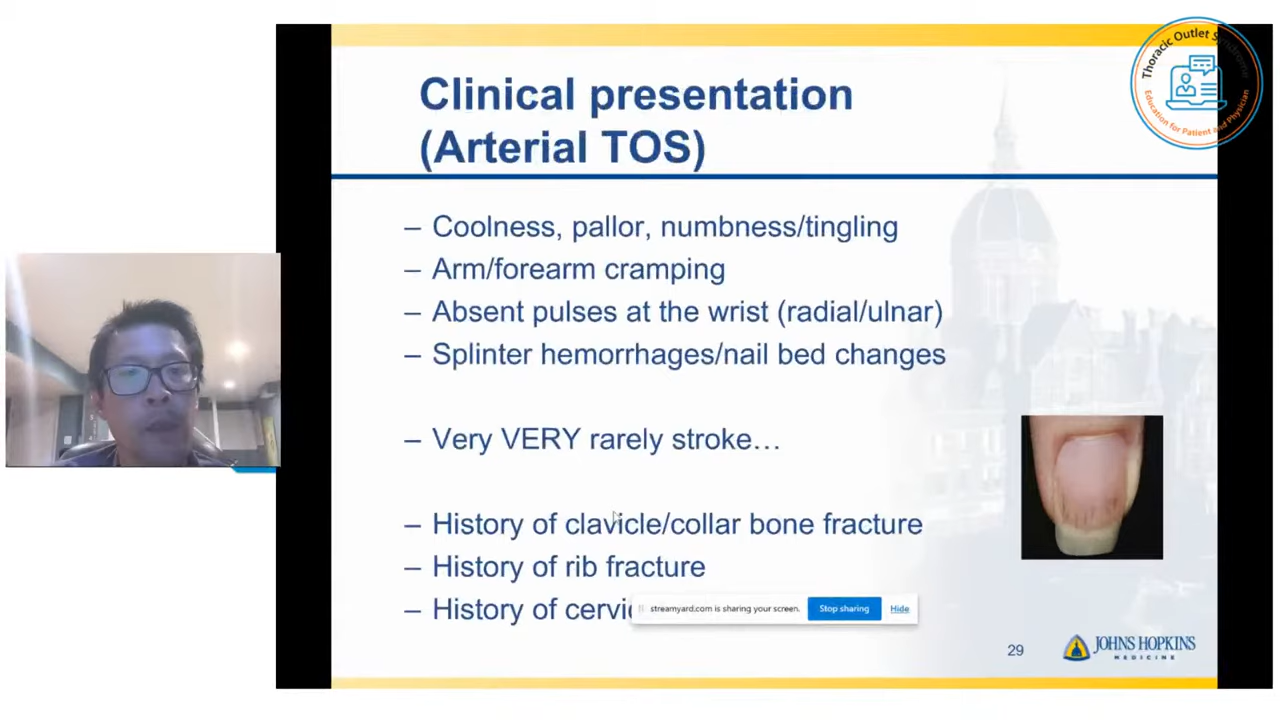 Clinical presentation
(Arterial TOS)
– Coolness, pallor, numbness/tingling
– Arm/forearm cramping
– Absent pulses at the wrist (radial/ulnar)
– Splinter hemorrhages/nail bed changes
– Very VERY rarely stroke…
– History of clavicle/collar bone fracture
– History of rib fracture
– History of
streamyard.com is sharing your screen. Stop sharing Hide
29
JOHNS HOPKINS
MEDICINE
Thoracic Outlet Syndrome
Education for Patient and Physician